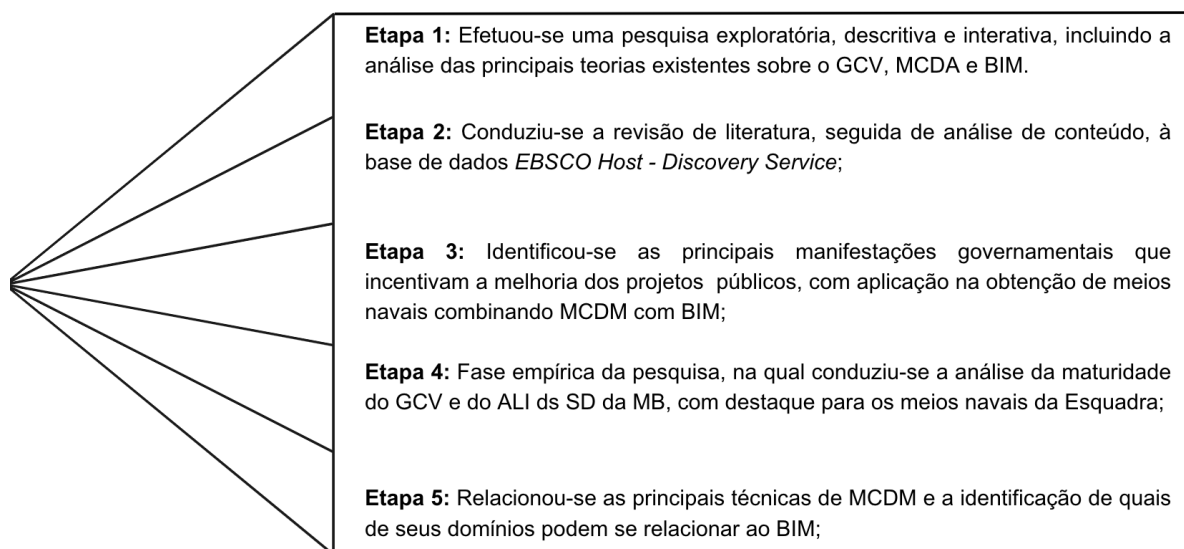 Etapa 1: Efetuou-se uma pesquisa exploratória, descritiva e interativa, incluindo a
análise das principais teorias existentes sobre o GCV, MCDA e BIM.
Etapa 2: Conduziu-se a revisão de literatura, seguida de análise de conteúdo, à
base de dados EBSCO Host - Discovery Service;
Etapa 3: Identificou-se as principais manifestações governamentais que
incentivam a melhoria dos projetos públicos, com aplicação na obtenção de meios
navais combinando MCDM com BIM;
Etapa 4: Fase empírica da pesquisa, na qual conduziu-se a análise da maturidade
do GCV e do ALI ds SD da MB, com destaque para os meios navais da Esquadra;
Etapa 5: Relacionou-se as principais técnicas de MCDM e a identificação de quais
de seus domínios podem se relacionar ao BIM;